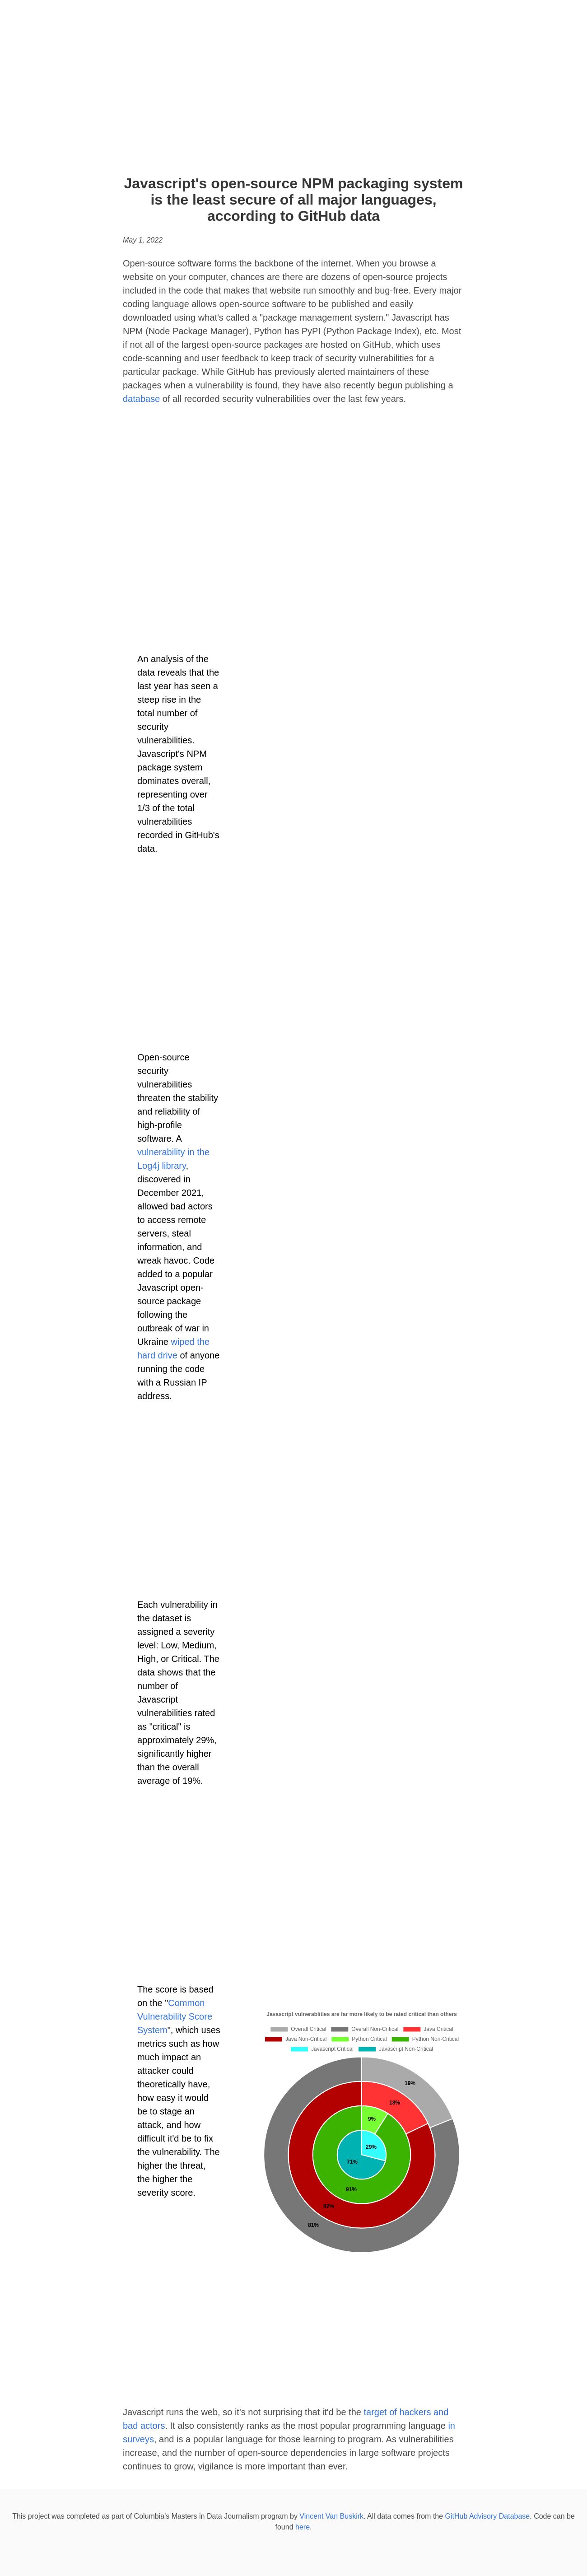 Javascript's open-source NPM packaging system
is the least secure of all major languages,
according to GitHub data
May 1, 2022
Open-source software forms the backbone of the internet. When you browse a
website on your computer, chances are there are dozens of open-source projects
included in the code that makes that website run smoothly and bug-free. Every major
coding language allows open-source software to be published and easily
downloaded using what's called a "package management system." Javascript has
NPM (Node Package Manager), Python has PyPI (Python Package Index), etc. Most
if not all of the largest open-source packages are hosted on GitHub, which uses
code-scanning and user feedback to keep track of security vulnerabilities for a
particular package. While GitHub has previously alerted maintainers of these
packages when a vulnerability is found, they have also recently begun publishing a
database of all recorded security vulnerabilities over the last few years.
An analysis of the
data reveals that the
last year has seen a
steep rise in the
total number of
security
vulnerabilities.
Javascript's NPM
package system
dominates overall,
representing over
1/3 of the total
vulnerabilities
recorded in GitHub's
data.
Open-source
security
vulnerabilities
threaten the stability
and reliability of
high-profile
software. A
vulnerability in the
Log4j library,
discovered in
December 2021,
allowed bad actors
to access remote
servers, steal
information, and
wreak havoc. Code
added to a popular
Javascript open-
source package
following the
outbreak of war in
Ukraine wiped the
hard drive of anyone
running the code
with a Russian IP
address.
Each vulnerability in
the dataset is
assigned a severity
level: Low, Medium,
High, or Critical. The
data shows that the
number of
Javascript
vulnerabilities rated
as "critical" is
approximately 29%,
significantly higher
than the overall
average of 19%.
The score is based
on the "Common
Vulnerability Score
System", which uses
metrics such as how
much impact an
attacker could
theoretically have,
how easy it would
be to stage an
attack, and how
difficult it'd be to fix
the vulnerability. The
higher the threat,
the higher the
severity score.
Javascript vulnerabilities are far more likely to be rated critical than others
Overall Critical Overall Non-Critical Java Critical
Java Non-Critical Python Critical Python Non-Critical
Javascript Critical Javascript Non-Critical
19%
18%
9%
29%
71%
91%
82%
81%
Javascript runs the web, so it's not surprising that it'd be the target of hackers and
bad actors. It also consistently ranks as the most popular programming language in
surveys, and is a popular language for those learning to program. As vulnerabilities
increase, and the number of open-source dependencies in large software projects
continues to grow, vigilance is more important than ever.
This project was completed as part of Columbia's Masters in Data Journalism program by Vincent Van Buskirk. All data comes from the GitHub Advisory Database. Code can be
found here.